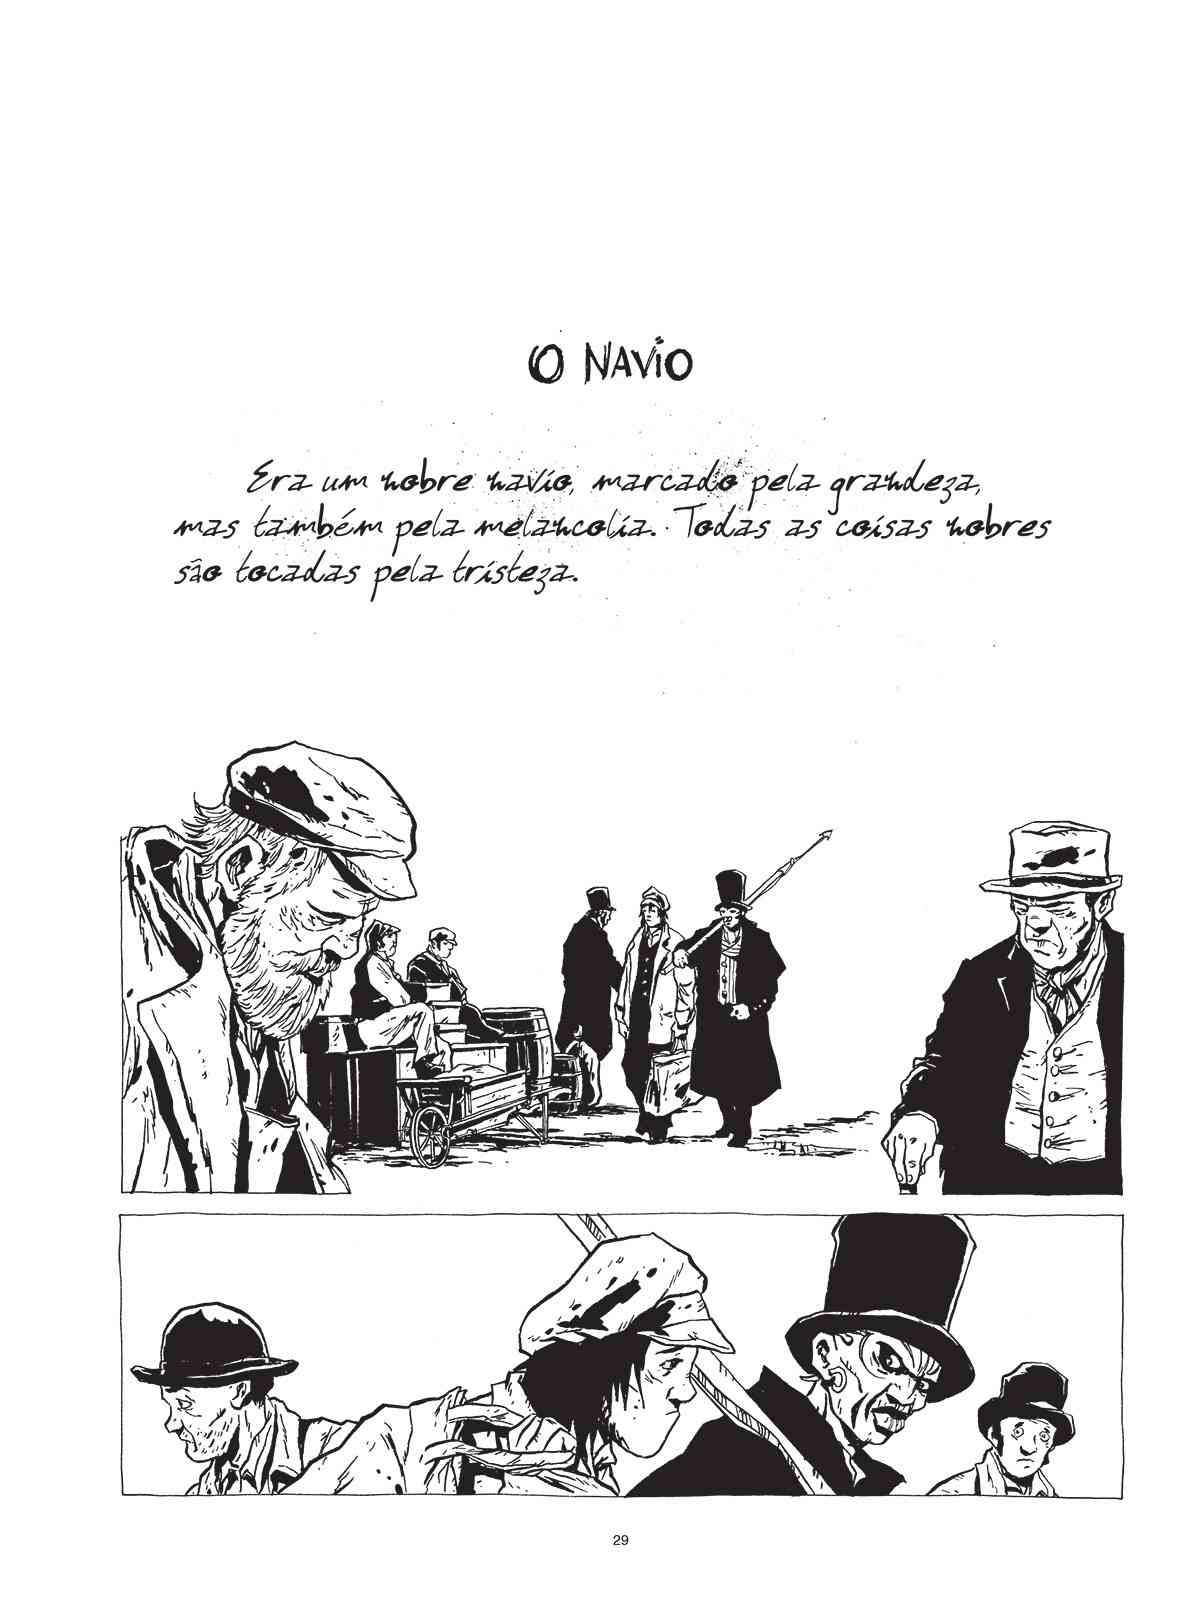 O NAVIO
Era um nobre navio, marcado pela grandeza,
mas também pela melancolia. Todas as coisas nobres
são tocadas pela tristeza.
29